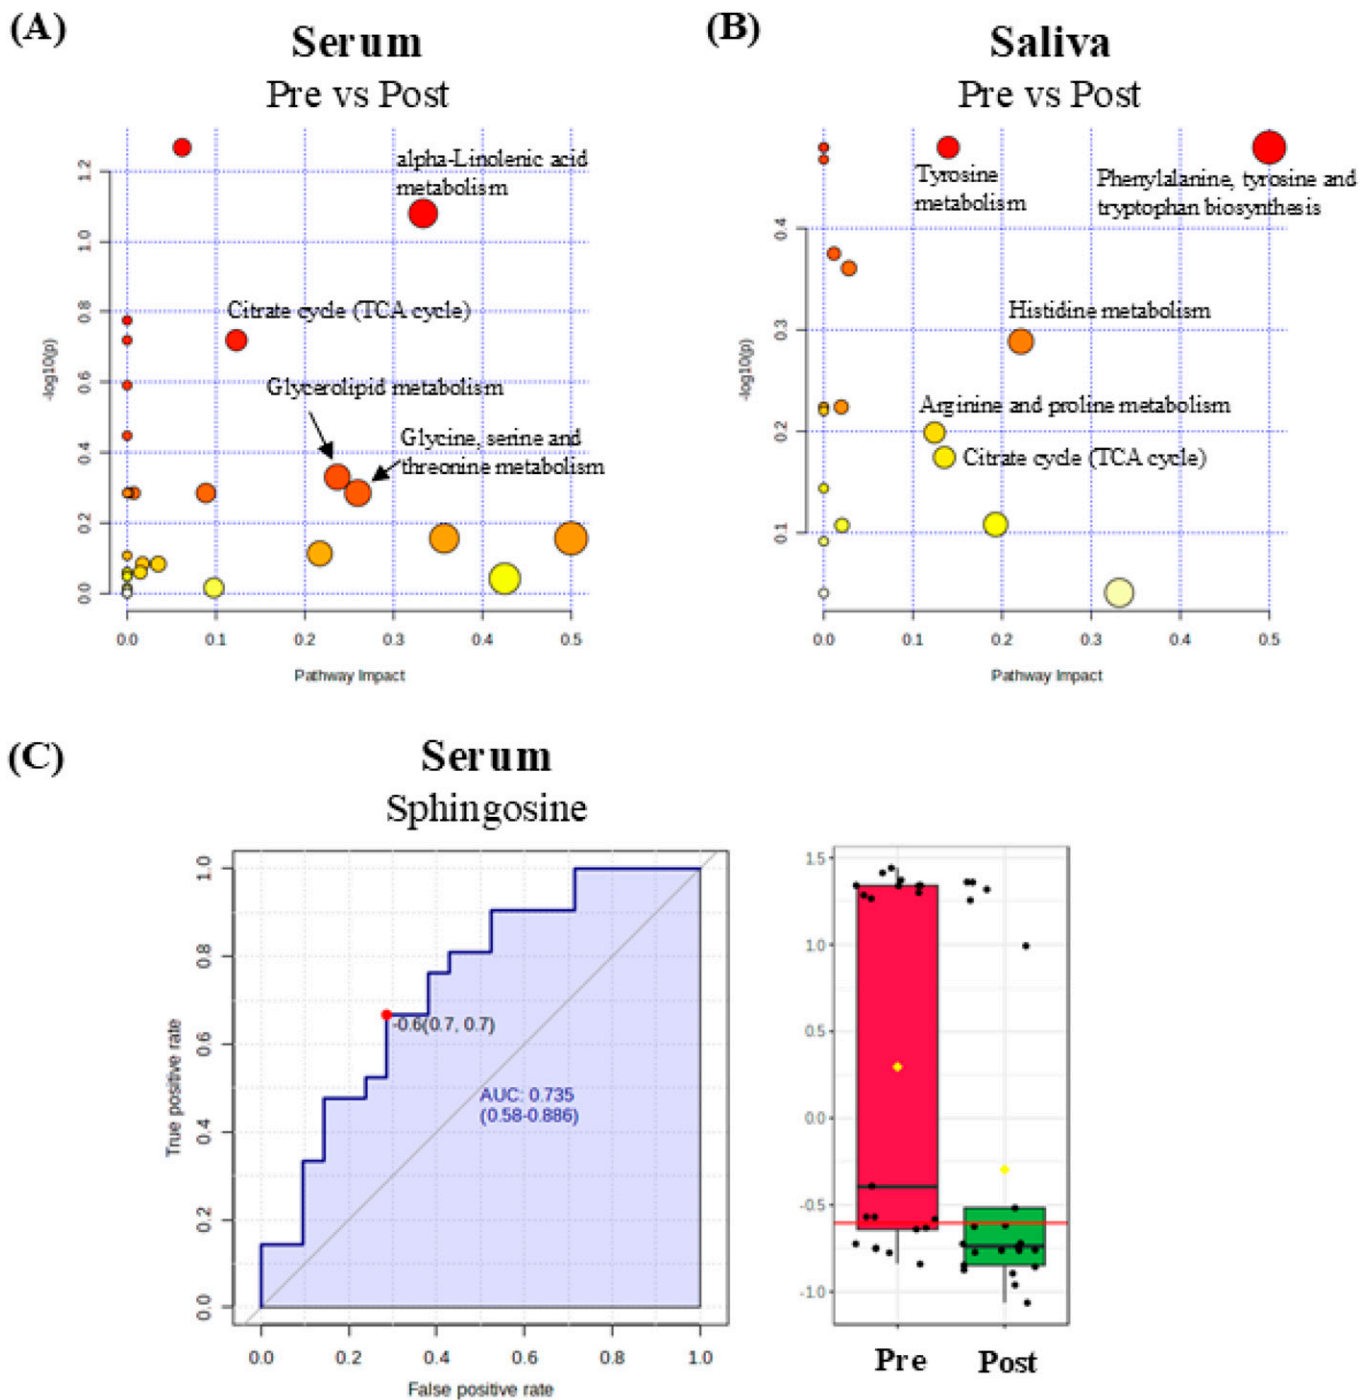 (A)
Serum
Pre vs Post
-log10(p)
1.2
1.0
0.8
0.6
0.4
0.2
0.0
alpha-Linolenic acid
metabolism
Citrate cycle (TCA cycle)
Glycerolipid metabolism
Glycine, serine and
threonine metabolism
0.0 0.1 0.2 0.3 0.4 0.5
Pathway Impact
(B)
Saliva
Pre vs Post
-log10(p)
0.4
0.3
0.2
0.1
Tyrosine
metabolism
Phenylalanine, tyrosine and
tryptophan biosynthesis
Histidine metabolism
Arginine and proline metabolism
Citrate cycle (TCA cycle)
0.0 0.1 0.2 0.3 0.4 0.5
Pathway Impact
(C)
Serum
Sphingosine
True positive rate
1.0
0.8
0.6
0.4
0.2
0.0
-0.6(0.7, 0.7)
AUC: 0.735
(0.58-0.886)
0.0 0.2 0.4 0.6 0.8 1.0
False positive rate
1.5
1.0
0.5
0.0
-0.5
-1.0
Pre Post